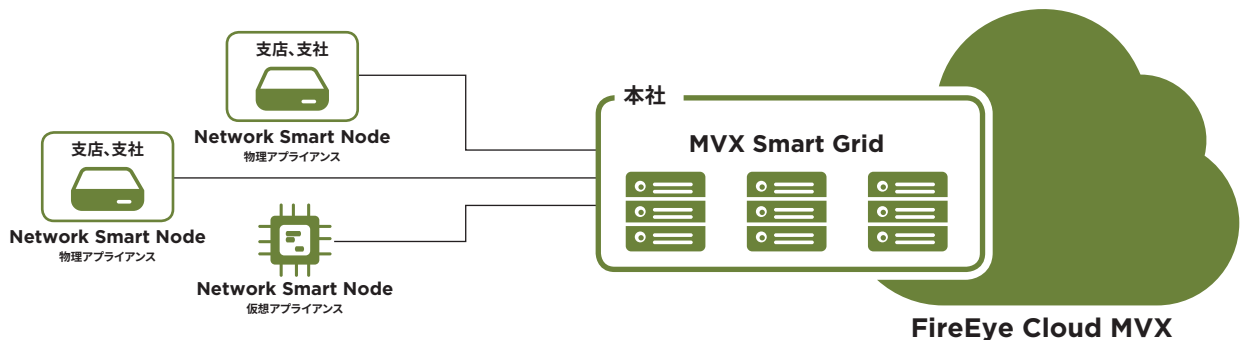 支店、支社
Network Smart Node
物理アプライアンス
支店、支社
Network Smart Node
物理アプライアンス
Network Smart Node
仮想アプライアンス
本社
MVX Smart Grid
FireEye Cloud MVX